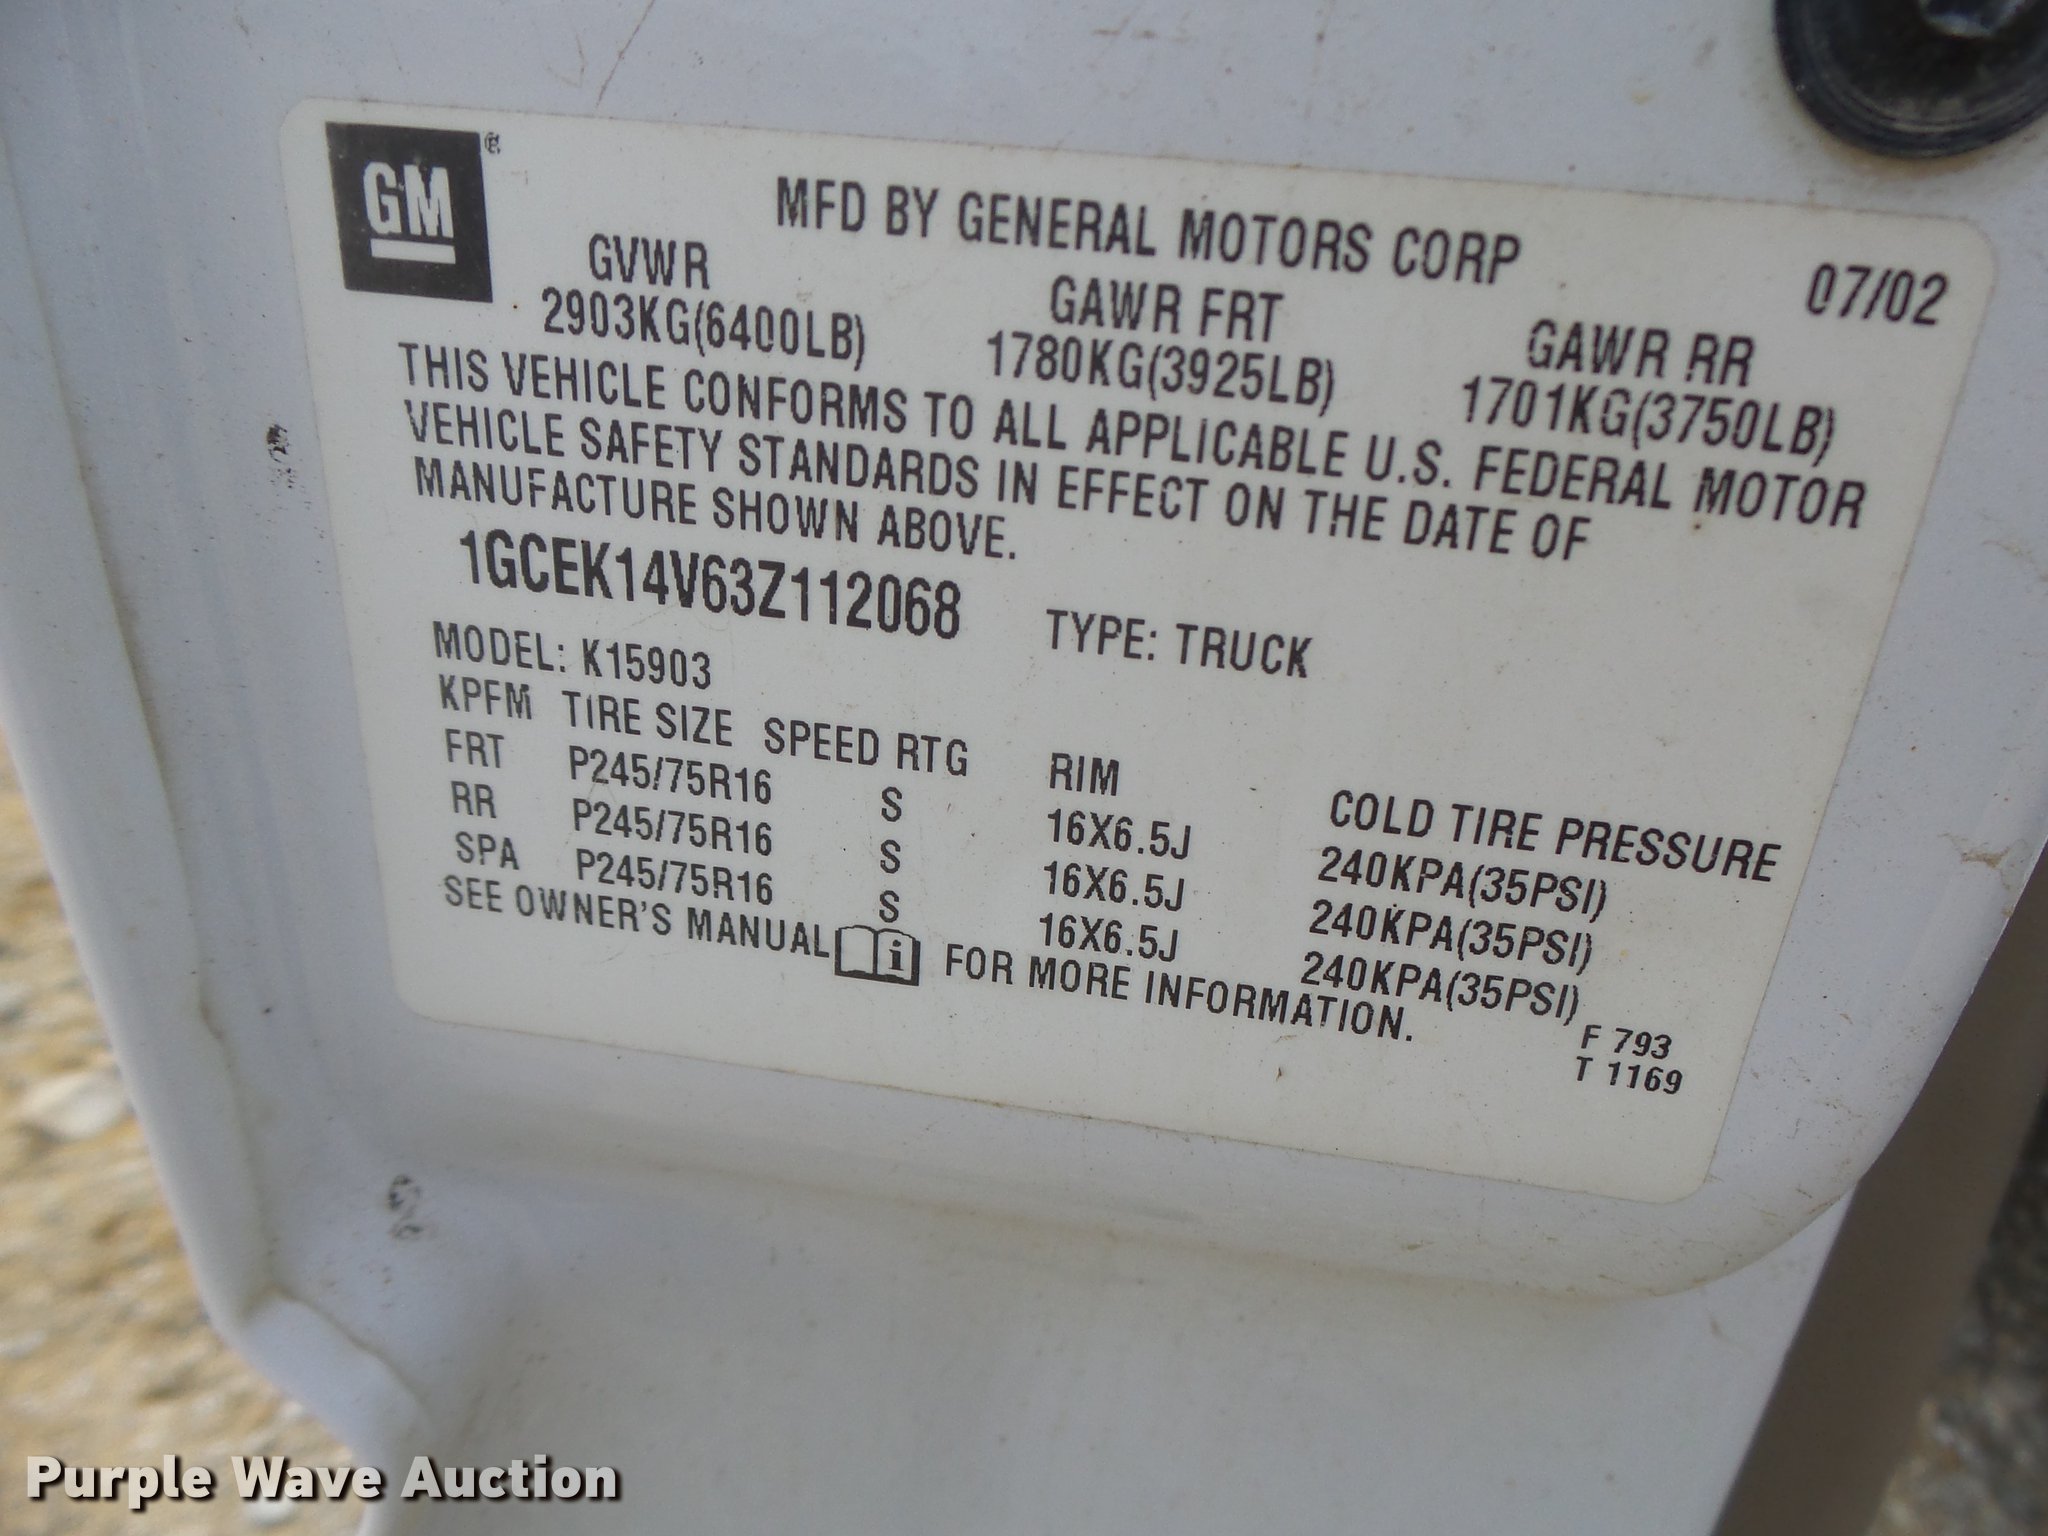 GM
MFD BY GENERAL MOTORS CORP 07/02
GVWR GAWR FRT GAWR RR
2903KG(6400LB) 1780KG(3925LB) 1701KG(3750LB)
THIS VEHICLE CONFORMS TO ALL APPLICABLE U.S. FEDERAL MOTOR
VEHICLE SAFETY STANDARDS IN EFFECT ON THE DATE OF
MANUFACTURE SHOWN ABOVE.
1GCEK14V63Z112068 TYPE: TRUCK
MODEL: K15903
KPFM TIRE SIZE SPEED RTG RIM COLD TIRE PRESSURE
FRT P245/75R16 S 16X6.5J 240KPA(35PSI)
RR P245/75R16 S 16X6.5J 240KPA(35PSI)
SPA P245/75R16 S 16X6.5J 240KPA(35PSI)
SEE OWNER'S MANUAL i FOR MORE INFORMATION.
F 793
T 1169
Purple Wave Auction